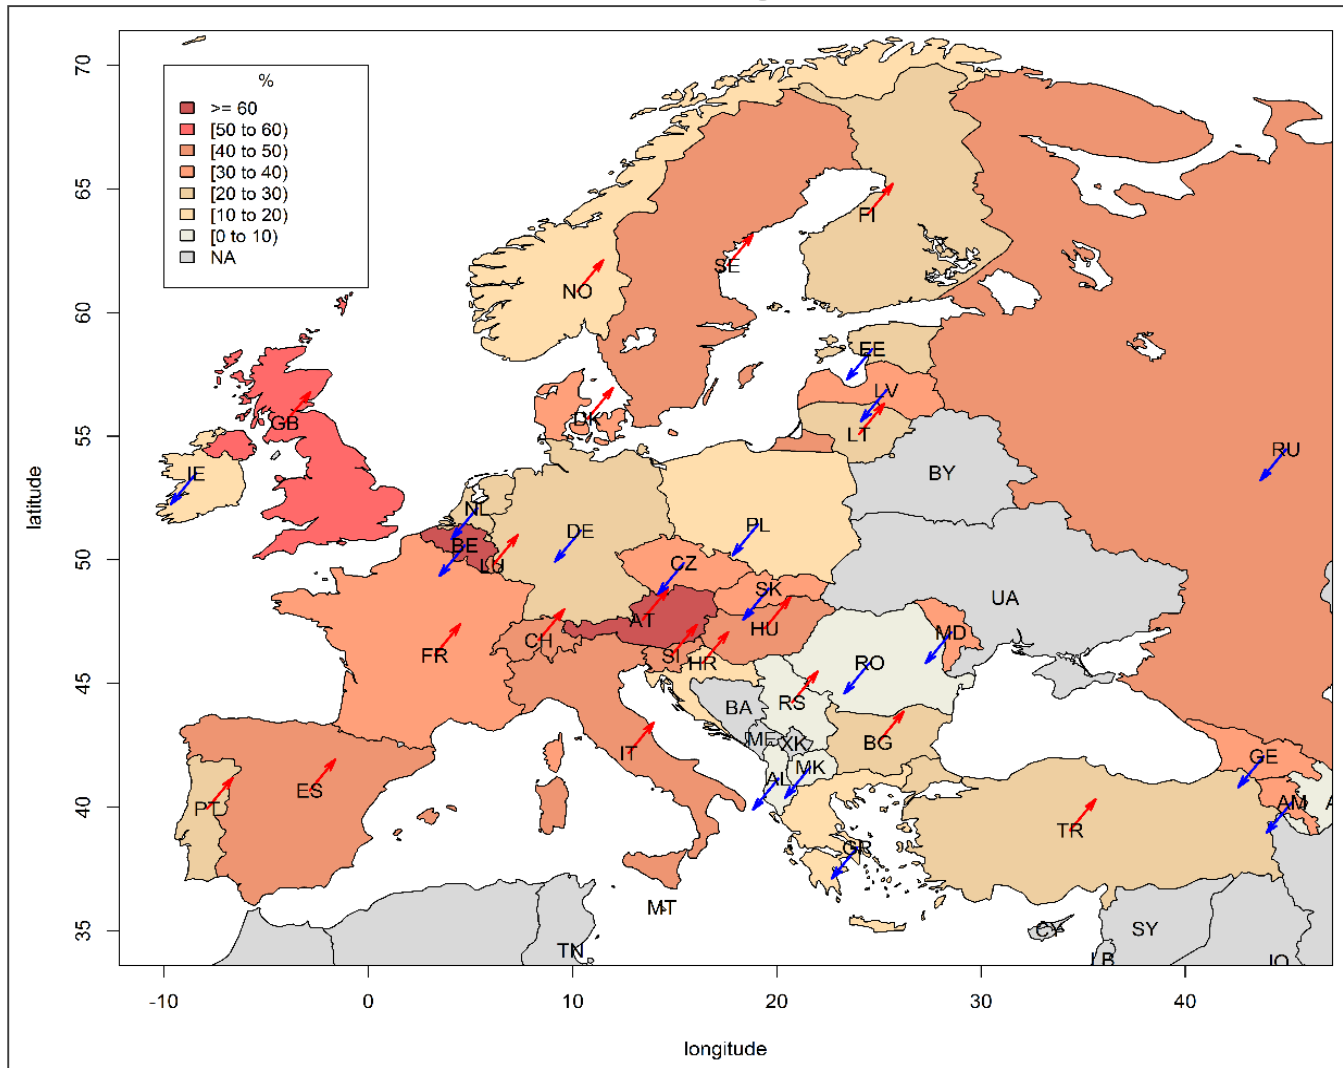 %
>= 60
[50 to 60)
[40 to 50)
[30 to 40)
[20 to 30)
[10 to 20)
[0 to 10)
NA
70
65
60
55
50
45
40
35
latitude
FI
SE
NO
EE
LV
LT
GB
DK
RU
BY
IE
NL
DE
PL
BE
LU
CZ
SK
UA
AT
HU
CH
SI
HR
MD
FR
RO
BA
RS
ME
XK
BG
IT
MK
AL
GE
ES
PT
AM
A
TR
GR
MT
TN
CY
SY
LB
IQ
-10 0 10 20 30 40
longitude